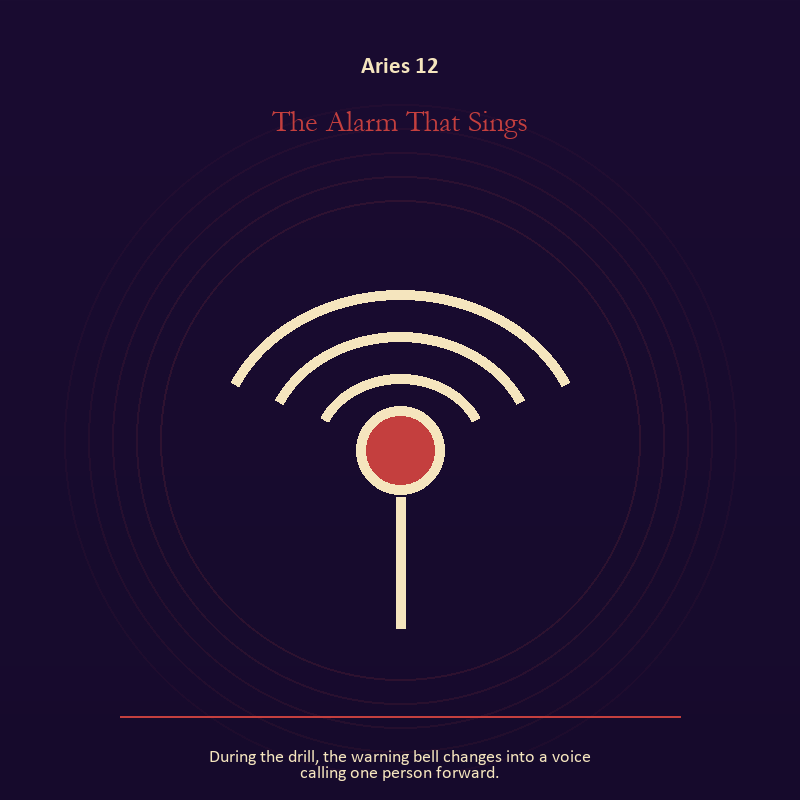 Aries 12
The Alarm That Sings
During the drill, the warning bell changes into a voice
calling one person forward.